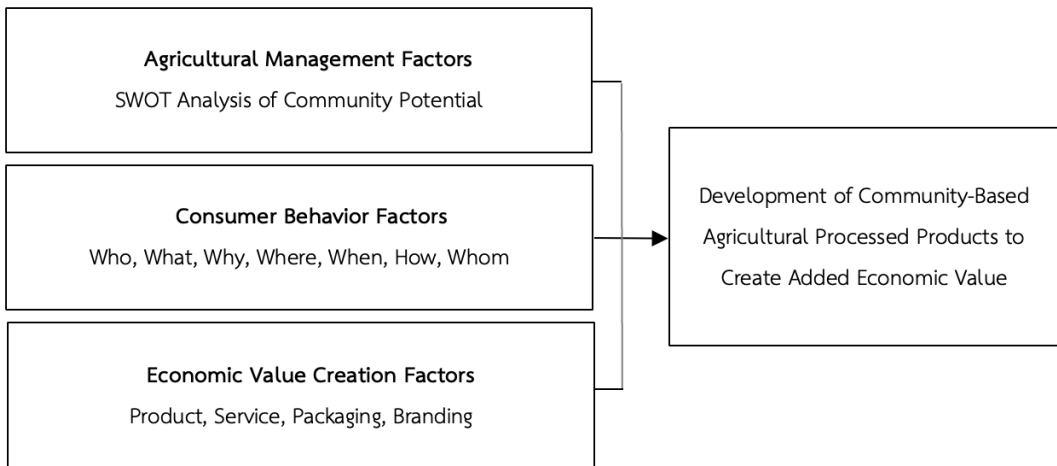 Agricultural Management Factors
SWOT Analysis of Community Potential
Consumer Behavior Factors
Who, What, Why, Where, When, How, Whom
Economic Value Creation Factors
Product, Service, Packaging, Branding
Development of Community-Based
Agricultural Processed Products to
Create Added Economic Value